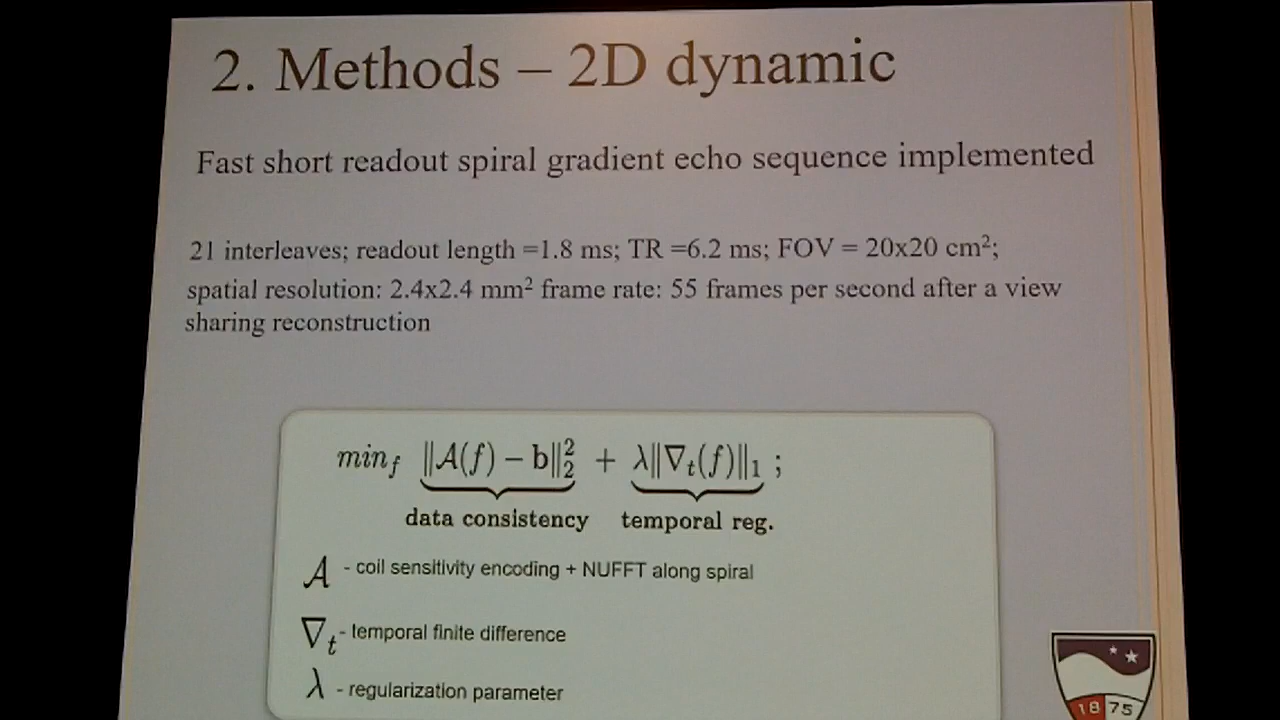 2. Methods – 2D dynamic
Fast short readout spiral gradient echo sequence implemented
21 interleaves; readout length =1.8 ms; TR =6.2 ms; FOV = 20x20 cm²;
spatial resolution: 2.4x2.4 mm² frame rate: 55 frames per second after a view
sharing reconstruction
min_f ‖𝒜(f) − b‖₂² + λ‖∇ₜ(f)‖₁ ;
data consistency temporal reg.
𝒜 - coil sensitivity encoding + NUFFT along spiral
∇ₜ - temporal finite difference
λ - regularization parameter
18 75